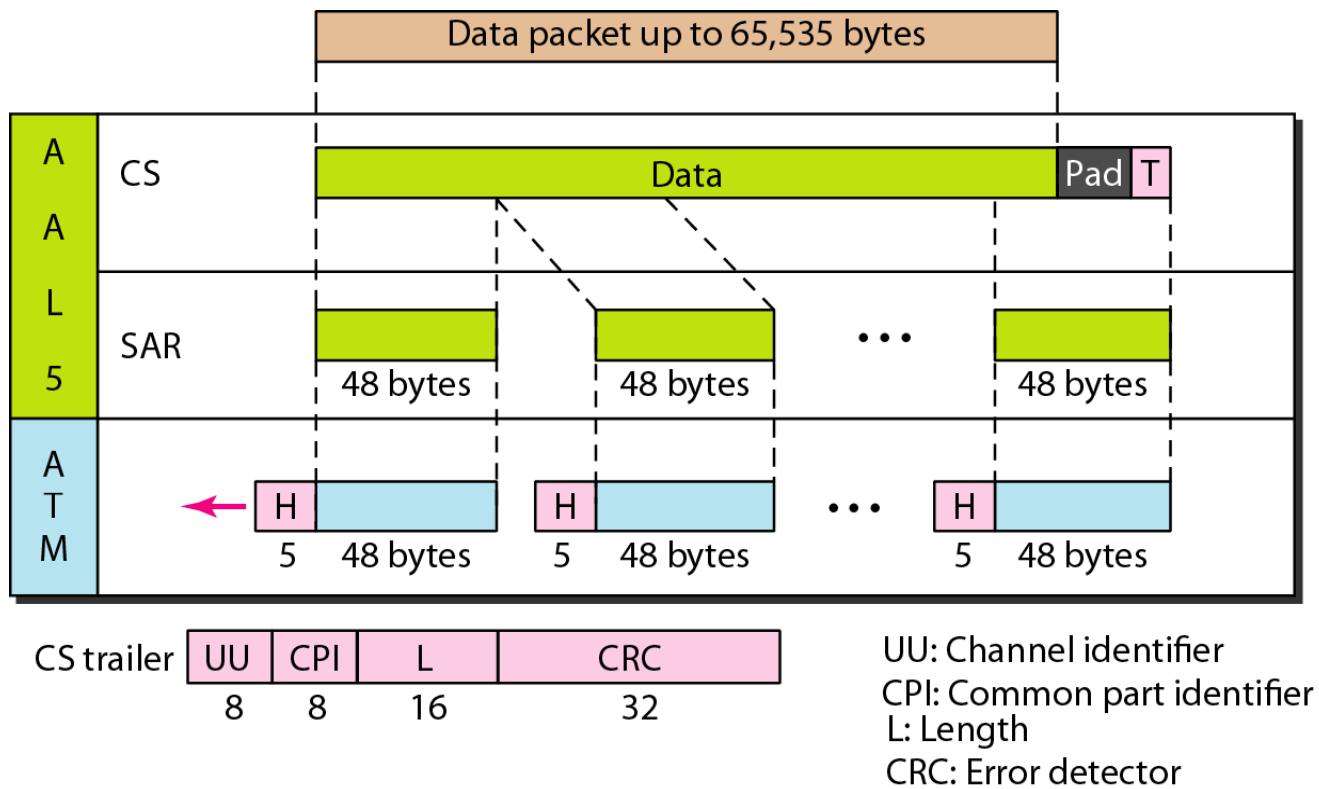 Data packet up to 65,535 bytes
A
A
L
5
CS
Data
Pad
T
SAR
...
48 bytes
48 bytes
48 bytes
A
T
M
H
H
...
H
5
48 bytes
5
48 bytes
5
48 bytes
CS trailer
UU
CPI
L
CRC
8
8
16
32
UU: Channel identifier
CPI: Common part identifier
L: Length
CRC: Error detector